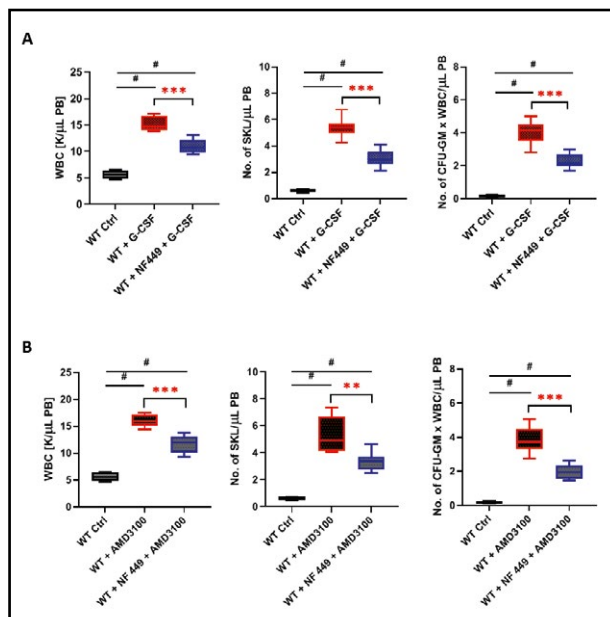 A
WBC [K/µL PB]
25
20
15
10
5
0
#
#
***
WT Ctrl
WT + G-CSF
WT + NF449 + G-CSF
No. of SKL/µL PB
10
8
6
4
2
0
#
#
***
WT Ctrl
WT + G-CSF
WT + NF449 + G-CSF
No. of CFU-GM x WBC/µL PB
8
6
4
2
0
#
#
***
WT Ctrl
WT + G-CSF
WT + NF449 + G-CSF
B
WBC [K/µL PB]
25
20
15
10
5
0
#
#
***
WT Ctrl
WT + AMD3100
WT + NF 449 + AMD3100
No. of SKL/µL PB
10
8
6
4
2
0
#
#
**
WT Ctrl
WT + AMD3100
WT + NF 449 + AMD3100
No. of CFU-GM x WBC/µL PB
8
6
4
2
0
#
#
***
WT Ctrl
WT + AMD3100
WT + NF 449 + AMD3100